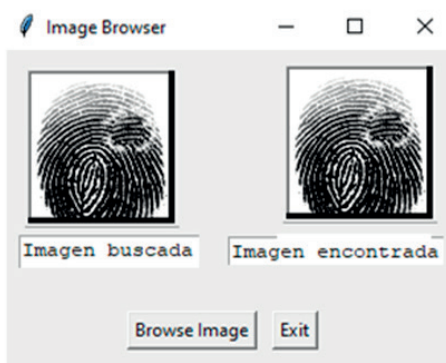 Image Browser
Imagen buscada
Imagen encontrada
Browse Image
Exit